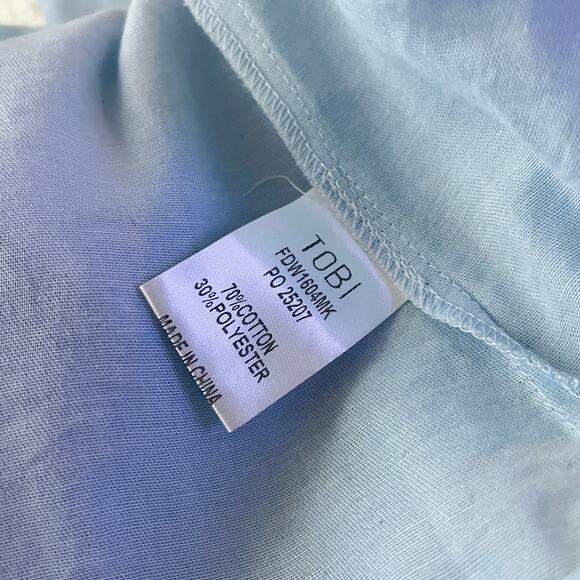 TOBI
FDW1604MK
PO 25207
70%COTTON
30%POLYESTER
MADE IN CHINA